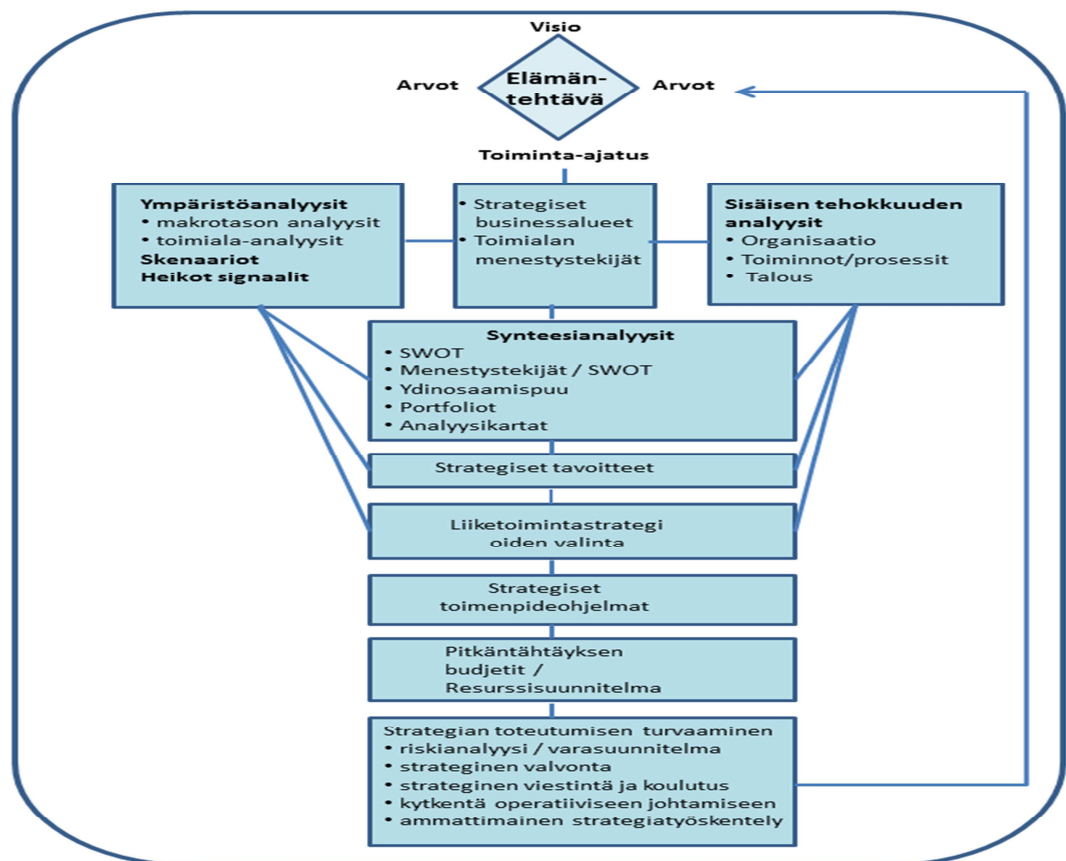 Visio
Arvot
Elämän-
tehtävä
Arvot
Toiminta-ajatus
Ympäristöanalyysit
• makrotason analyysit
• toimiala-analyysit
Skenaariot
Heikot signaalit
• Strategiset
businessalueet
• Toimialan
menestystekijät
Sisäisen tehokkuuden
analyysit
• Organisaatio
• Toiminnot/prosessit
• Talous
Synteesianalyysit
• SWOT
• Menestystekijät / SWOT
• Ydinosaamispuu
• Portfoliot
• Analyysikartat
Strategiset tavoitteet
Liiketoimintastrategi
oiden valinta
Strategiset
toimenpideohjelmat
Pitkäntähtäyksen
budjetit /
Resurssisuunnitelma
Strategian toteutumisen turvaaminen
• riskianalyysi / varasuunnitelma
• strateginen valvonta
• strateginen viestintä ja koulutus
• kytkentä operatiiviseen johtamiseen
• ammattimainen strategiatyöskentely